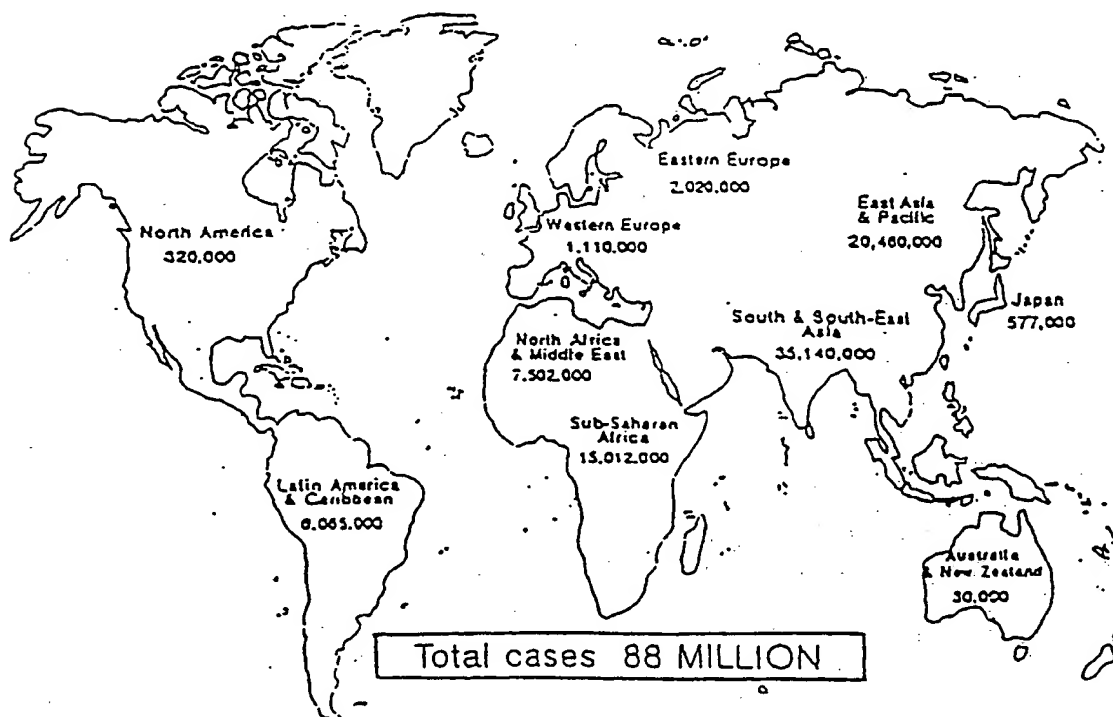 Eastern Europe
2,020,000
East Asia
& Pacific
20,460,000
North America
320,000
Western Europe
1,110,000
Japan
577,000
South & South-East
Asia
35,140,000
North Africa
& Middle East
7,502,000
Sub-Saharan
Africa
15,012,000
Latin America
& Caribbean
6,065,000
Australia
& New Zealand
30,000
Total cases 88 MILLION